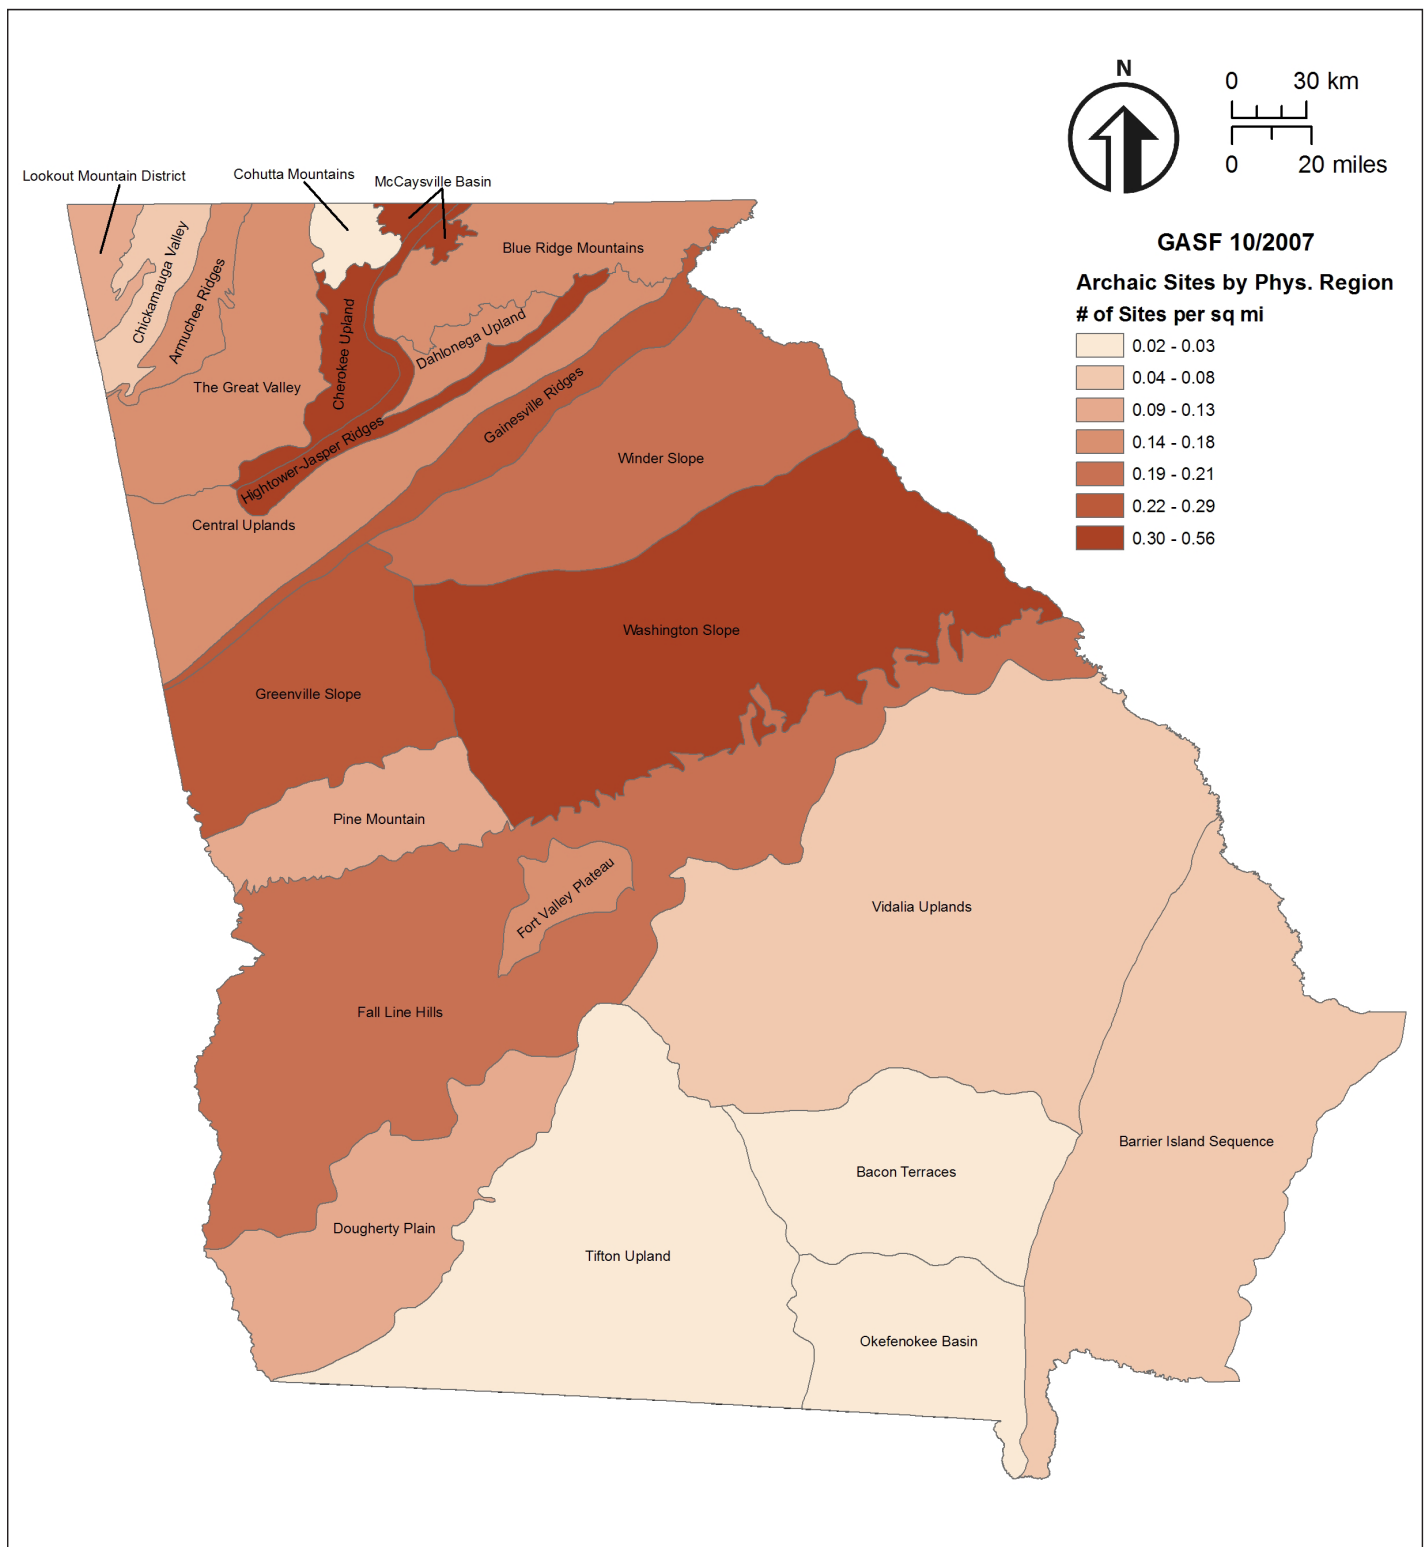 N
0 30 km
0 20 miles
GASF 10/2007
Archaic Sites by Phys. Region
# of Sites per sq mi
0.02 - 0.03
0.04 - 0.08
0.09 - 0.13
0.14 - 0.18
0.19 - 0.21
0.22 - 0.29
0.30 - 0.56
Lookout Mountain District
Cohutta Mountains
McCaysville Basin
Chickamauga Valley
Armuchee Ridges
Blue Ridge Mountains
Cherokee Upland
Dahlonega Upland
The Great Valley
Gainesville Ridges
Hightower-Jasper Ridges
Winder Slope
Central Uplands
Washington Slope
Greenville Slope
Pine Mountain
Fort Valley Plateau
Vidalia Uplands
Fall Line Hills
Barrier Island Sequence
Bacon Terraces
Dougherty Plain
Tifton Upland
Okefenokee Basin